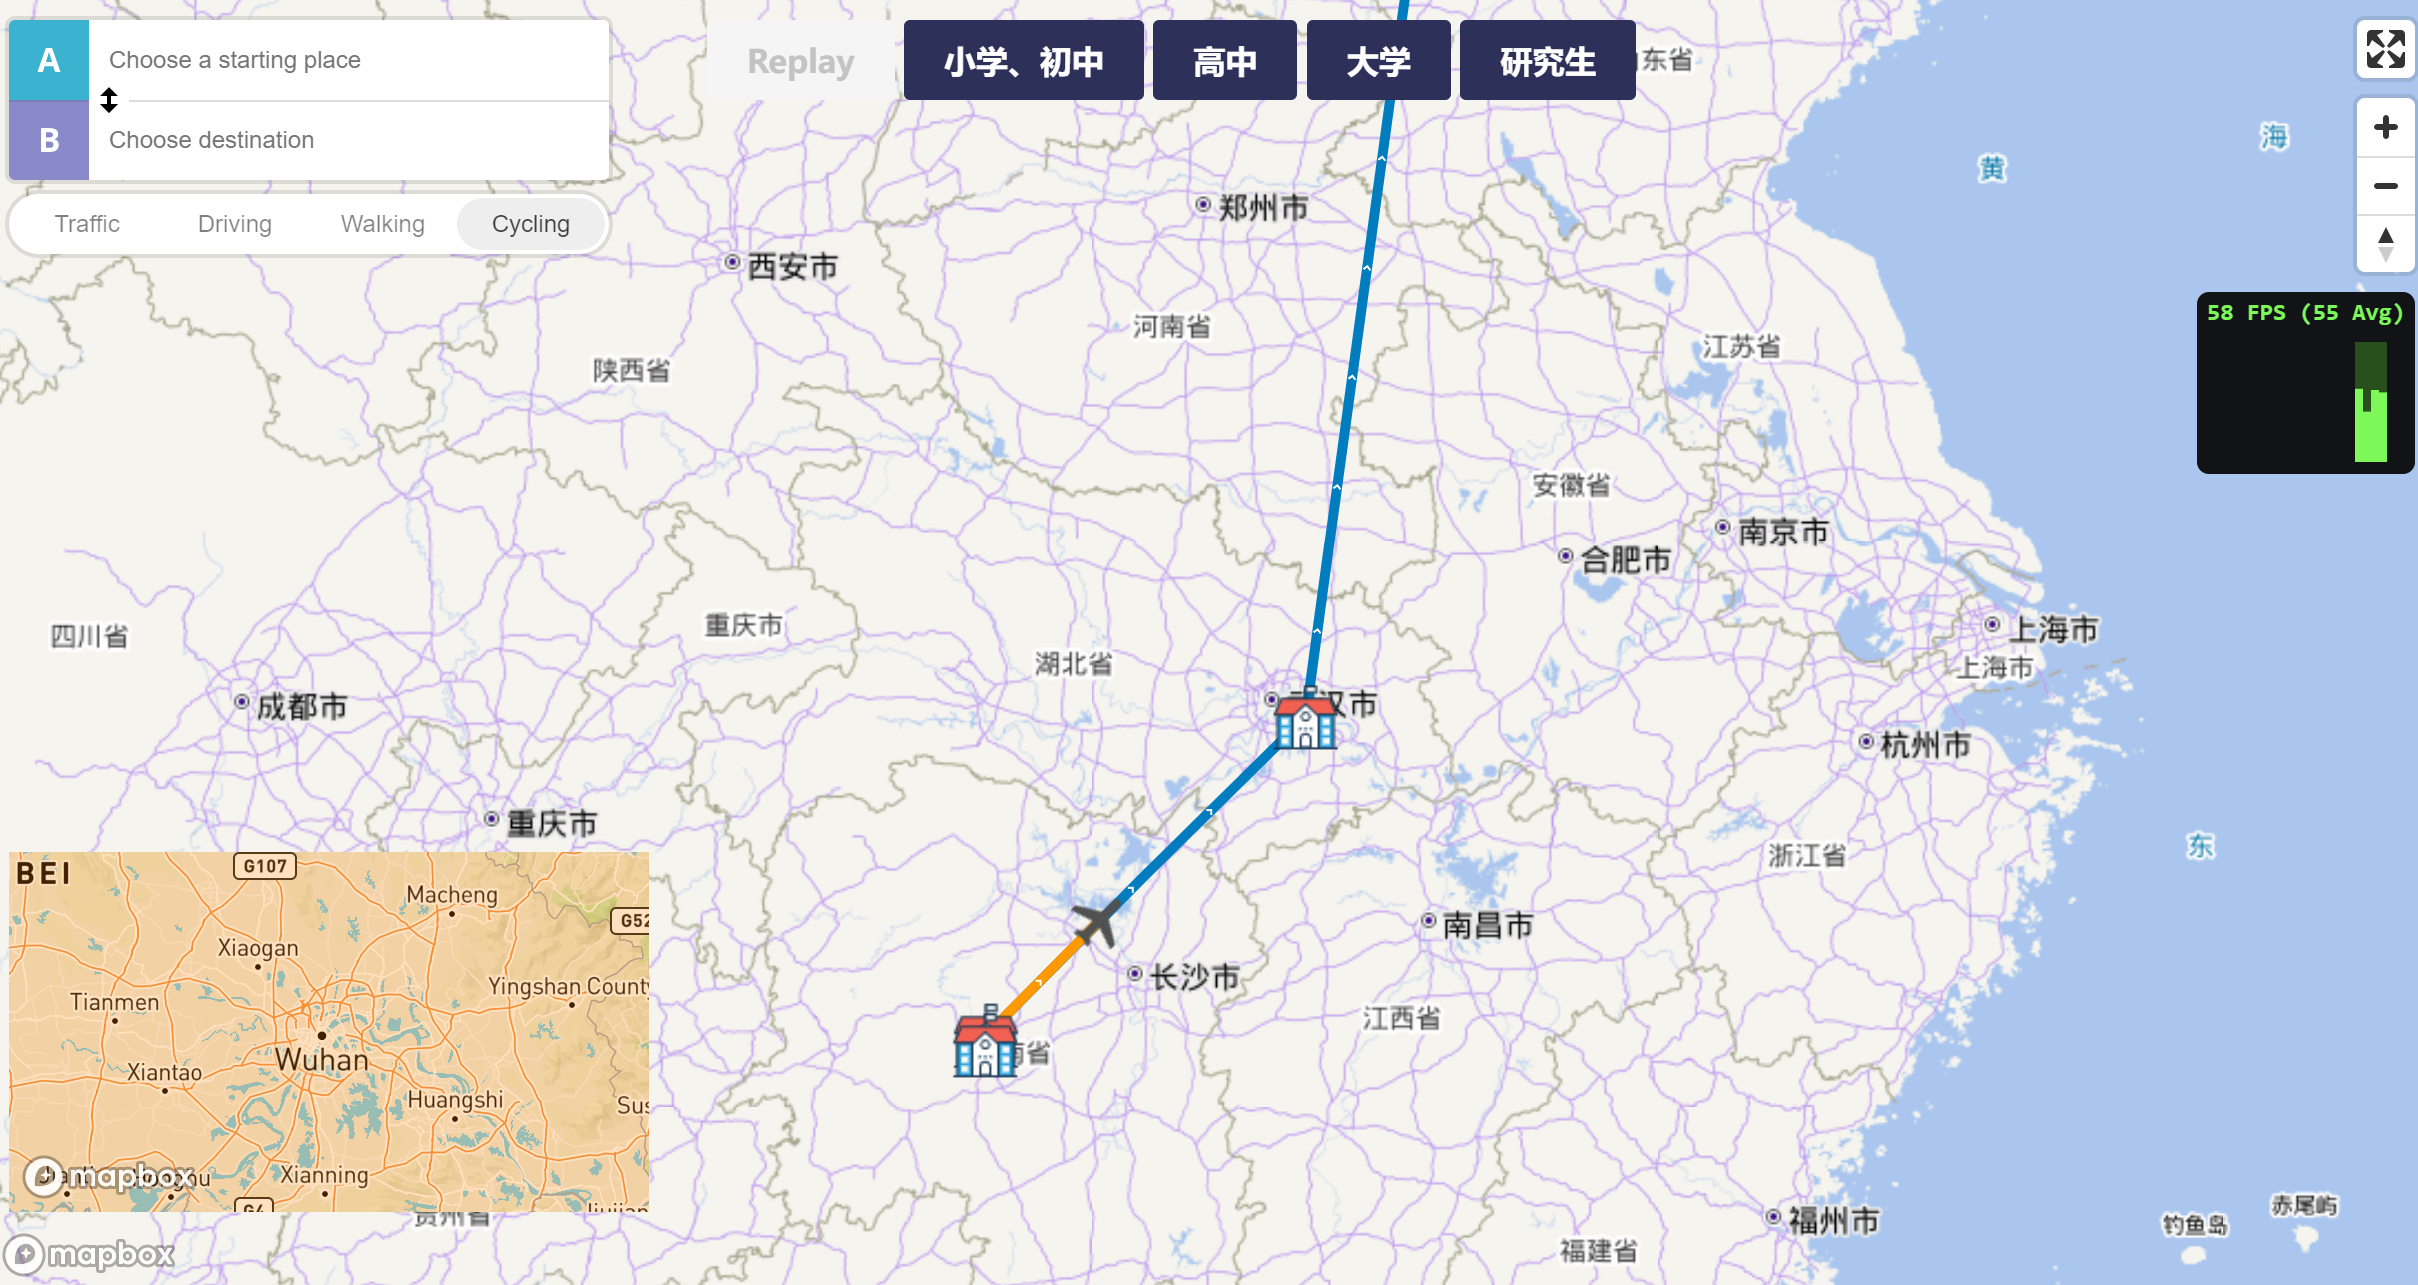 A
Choose a starting place
B
Choose destination
Traffic
Driving
Walking
Cycling
Replay
小学、初中
高中
大学
研究生
东省
海
黄
郑州市
西安市
58 FPS (55 Avg)
河南省
江苏省
陕西省
安徽省
南京市
合肥市
四川省
重庆市
上海市
湖北省
上海市
成都市
汉市
杭州市
重庆市
东
浙江省
BEI
G107
Macheng
G52
南昌市
Xiaogan
长沙市
Yingshan County
Tianmen
江西省
南省
Wuhan
Xiantao
Huangshi
Xianning
mapbox
G4
贵州省
赤尾屿
福州市
钓鱼岛
福建省
mapbox